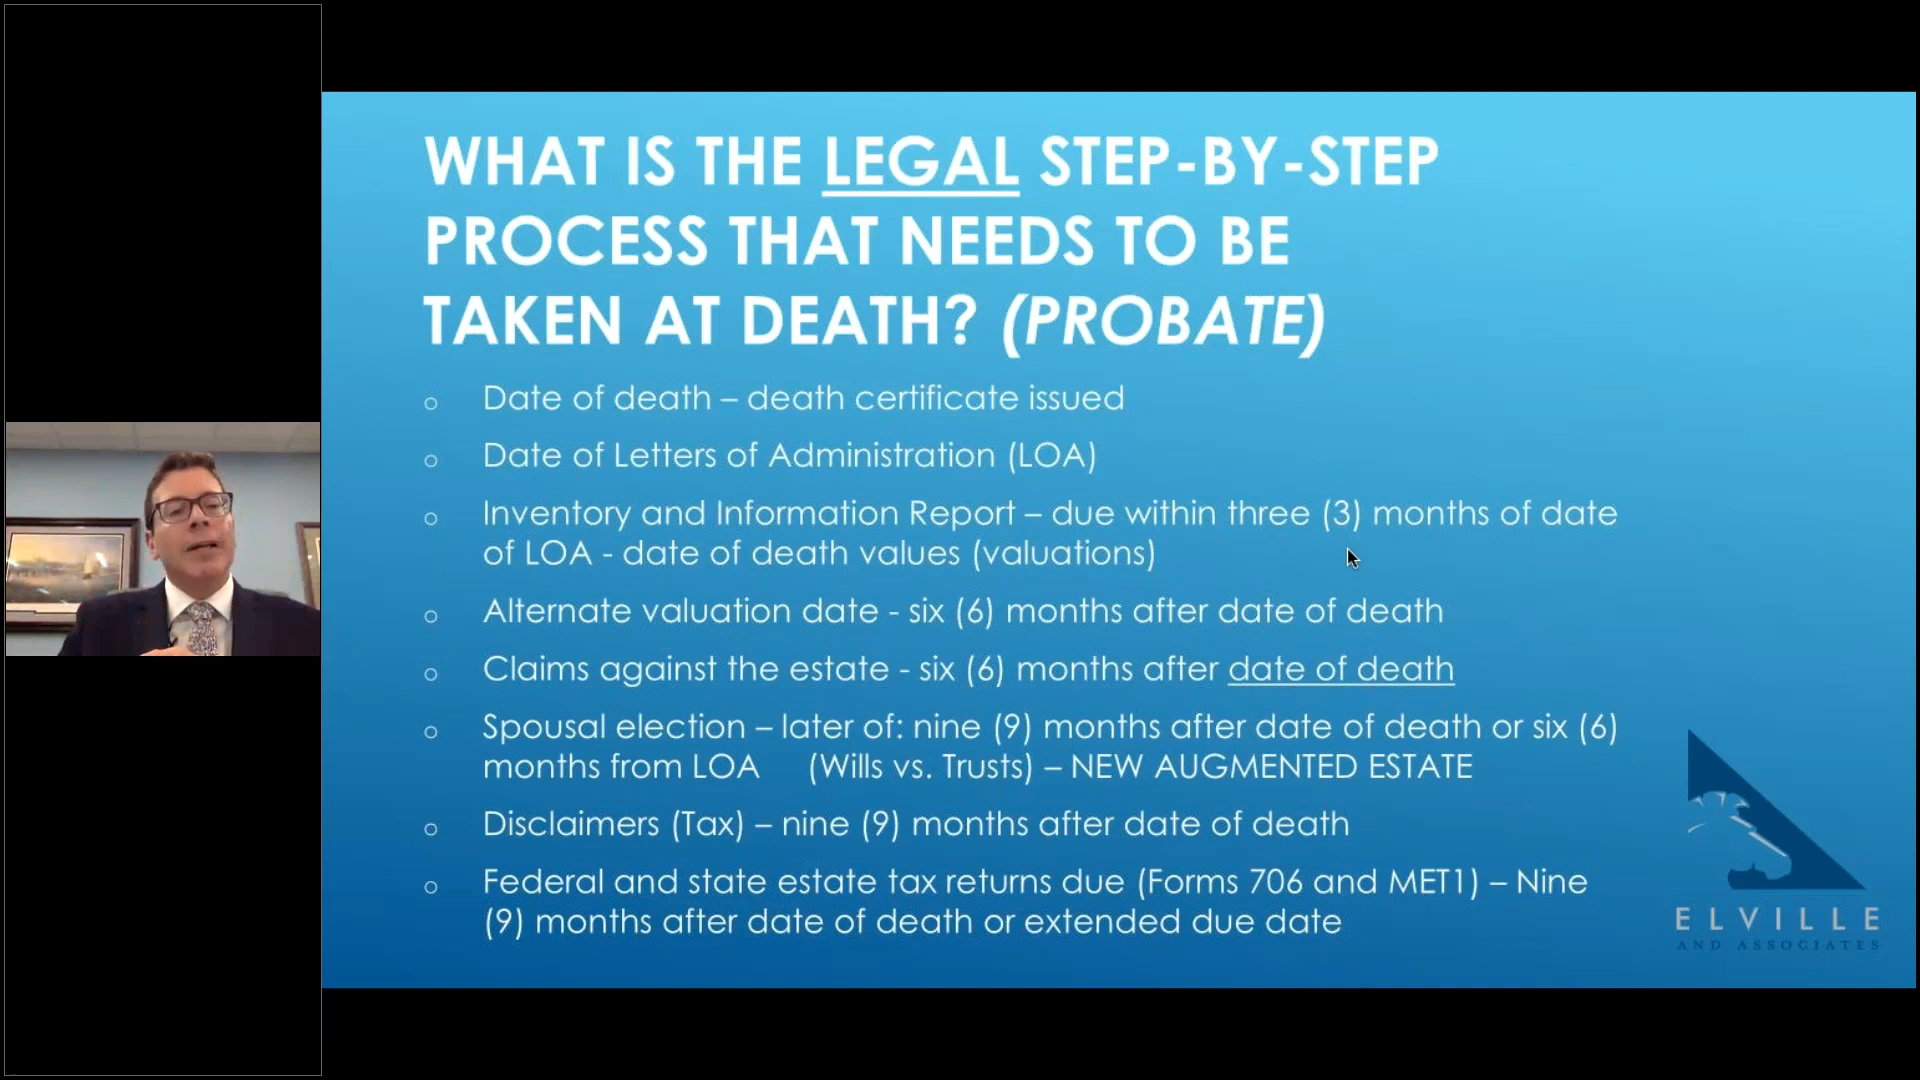 WHAT IS THE LEGAL STEP-BY-STEP
PROCESS THAT NEEDS TO BE
TAKEN AT DEATH? (PROBATE)
o Date of death – death certificate issued
o Date of Letters of Administration (LOA)
o Inventory and Information Report – due within three (3) months of date
of LOA - date of death values (valuations)
o Alternate valuation date - six (6) months after date of death
o Claims against the estate - six (6) months after date of death
o Spousal election – later of: nine (9) months after date of death or six (6)
months from LOA (Wills vs. Trusts) – NEW AUGMENTED ESTATE
o Disclaimers (Tax) – nine (9) months after date of death
o Federal and state estate tax returns due (Forms 706 and MET1) – Nine
(9) months after date of death or extended due date
ELVILLE
AND ASSOCIATES